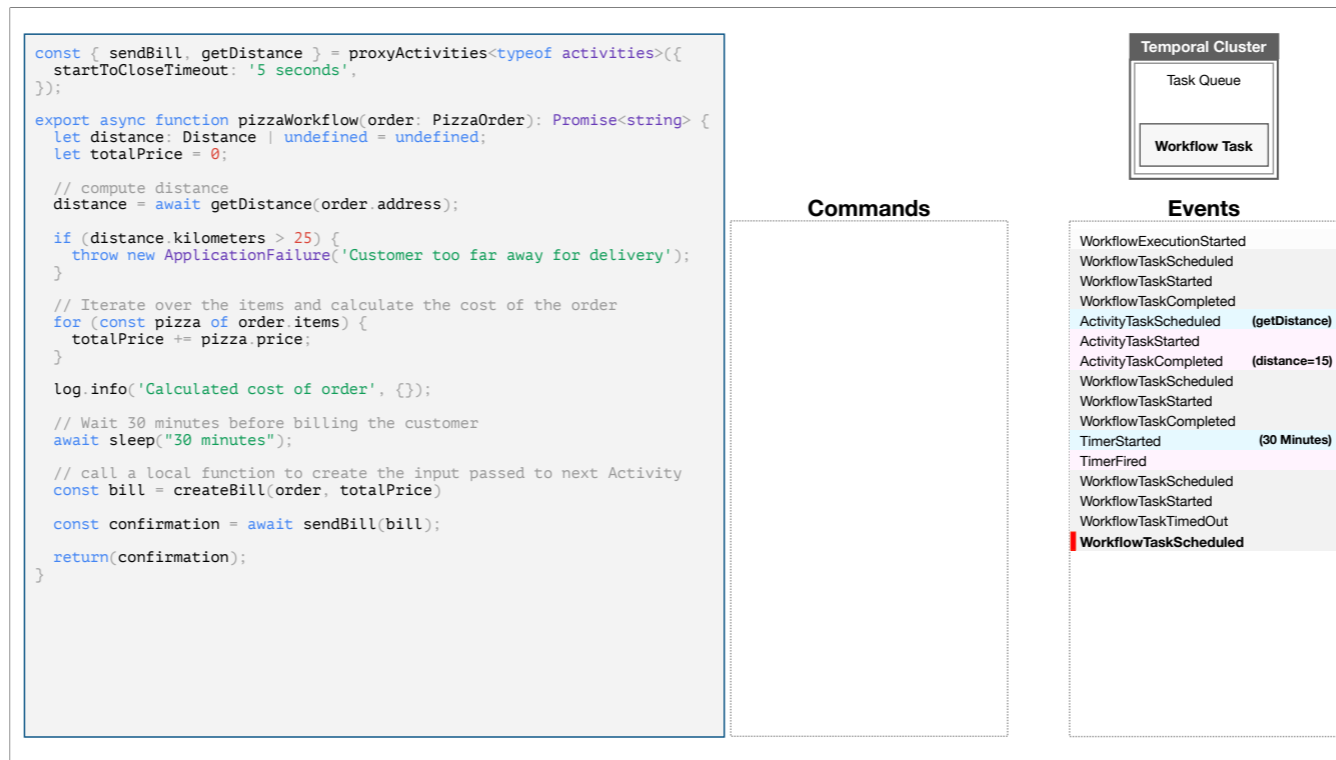 const { sendBill, getDistance } = proxyActivities<typeof activities>({
  startToCloseTimeout: '5 seconds',
});
export async function pizzaWorkflow(order: PizzaOrder): Promise<string> {
  let distance: Distance | undefined = undefined;
  let totalPrice = 0;
  // compute distance
  distance = await getDistance(order.address);
  if (distance.kilometers > 25) {
    throw new ApplicationFailure('Customer too far away for delivery');
  }
  // Iterate over the items and calculate the cost of the order
  for (const pizza of order.items) {
    totalPrice += pizza.price;
  }
  log.info('Calculated cost of order', {});
  // Wait 30 minutes before billing the customer
  await sleep("30 minutes");
  // call a local function to create the input passed to next Activity
  const bill = createBill(order, totalPrice)
  const confirmation = await sendBill(bill);
  return(confirmation);
}
Commands
Temporal Cluster
Task Queue
Workflow Task
Events
WorkflowExecutionStarted
WorkflowTaskScheduled
WorkflowTaskStarted
WorkflowTaskCompleted
ActivityTaskScheduled (getDistance)
ActivityTaskStarted
ActivityTaskCompleted (distance=15)
WorkflowTaskScheduled
WorkflowTaskStarted
WorkflowTaskCompleted
TimerStarted (30 Minutes)
TimerFired
WorkflowTaskScheduled
WorkflowTaskStarted
WorkflowTaskTimedOut
WorkflowTaskScheduled